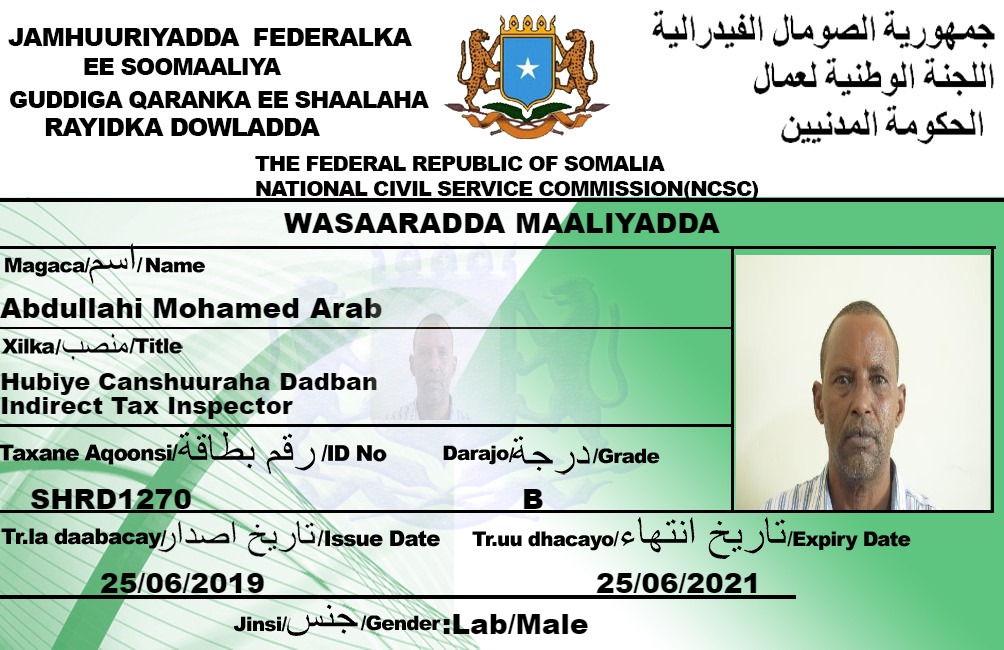 JAMHUURIYADDA FEDERALKA
EE SOOMAALIYA
GUDDIGA QARANKA EE SHAALAHA
RAYIDKA DOWLADDA
جمهورية الصومال الفيدرالية
اللجنة الوطنية لعمال
الحكومة المدنيين
THE FEDERAL REPUBLIC OF SOMALIA
NATIONAL CIVIL SERVICE COMMISSION(NCSC)
WASAARADDA MAALIYADDA
Magaca/اسم/Name
Abdullahi Mohamed Arab
Xilka/منصب/Title
Hubiye Canshuuraha Dadban
Indirect Tax Inspector
Taxane Aqoonsi/رقم بطاقة/ID No
Darajo/درجة/Grade
SHRD1270
B
Tr.la daabacay/تاريخ اصدار/Issue Date
Tr.uu dhacayo/تاريخ انتهاء/Expiry Date
25/06/2019
25/06/2021
Jinsi/جنس/Gender:Lab/Male